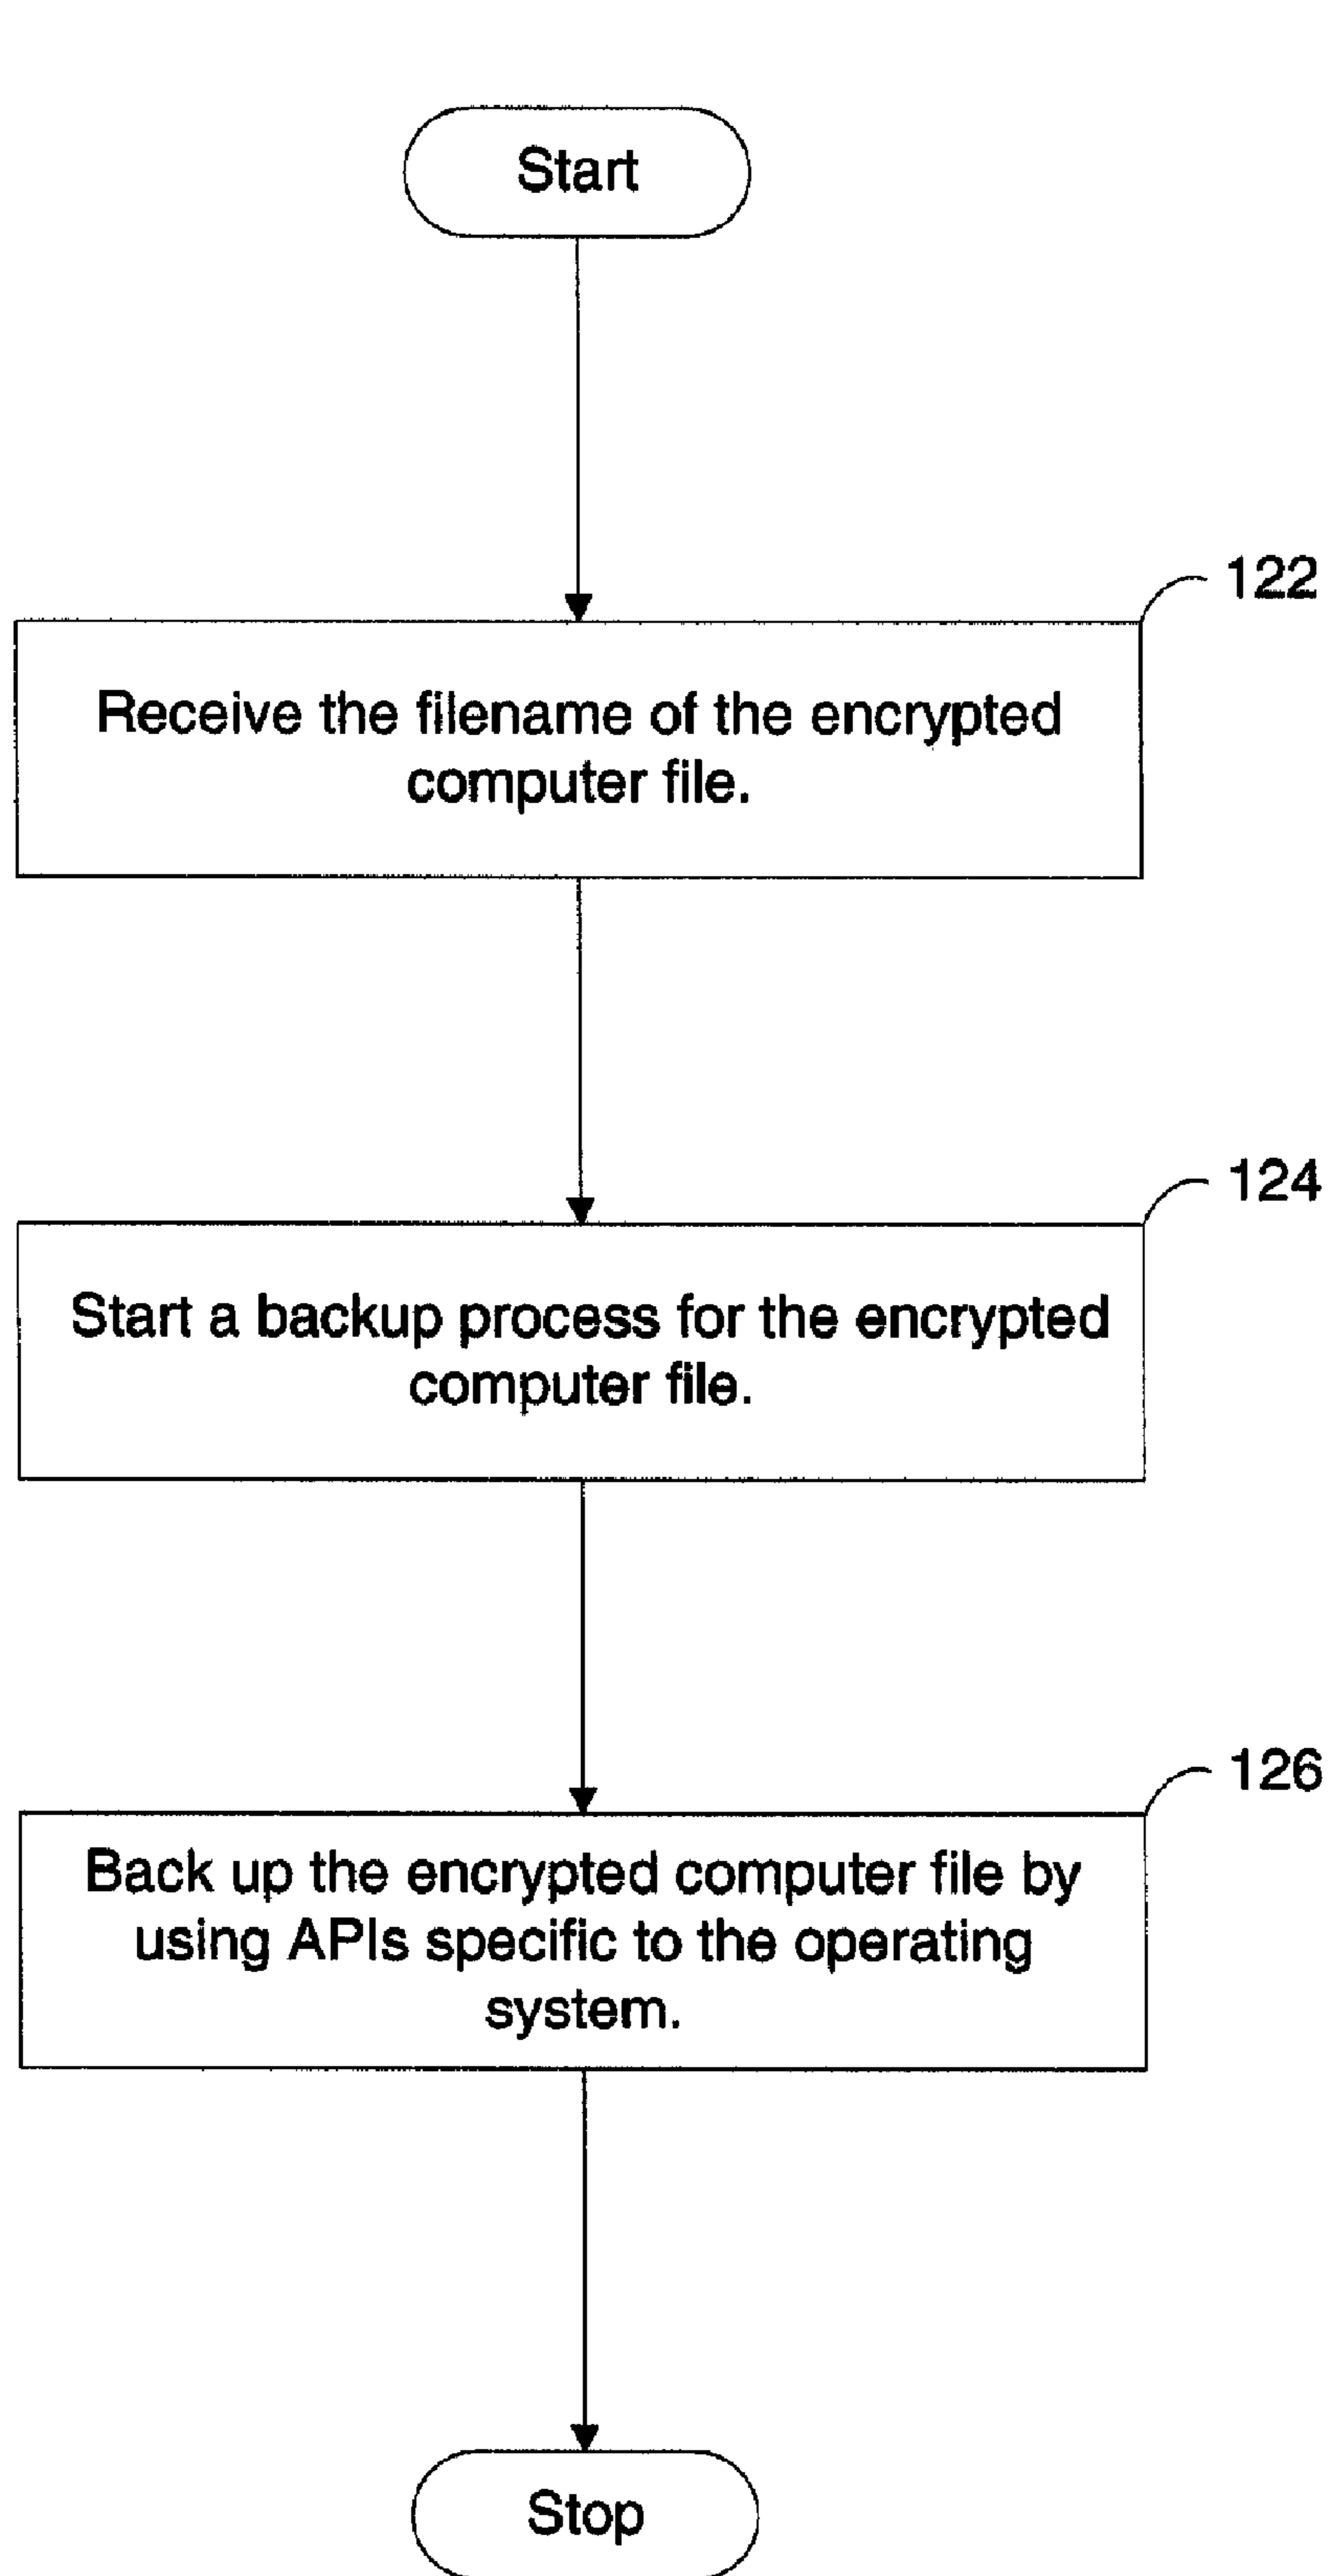 Start
122
Receive the filename of the encrypted
computer file.
124
Start a backup process for the encrypted
computer file.
126
Back up the encrypted computer file by
using APIs specific to the operating
system.
Stop